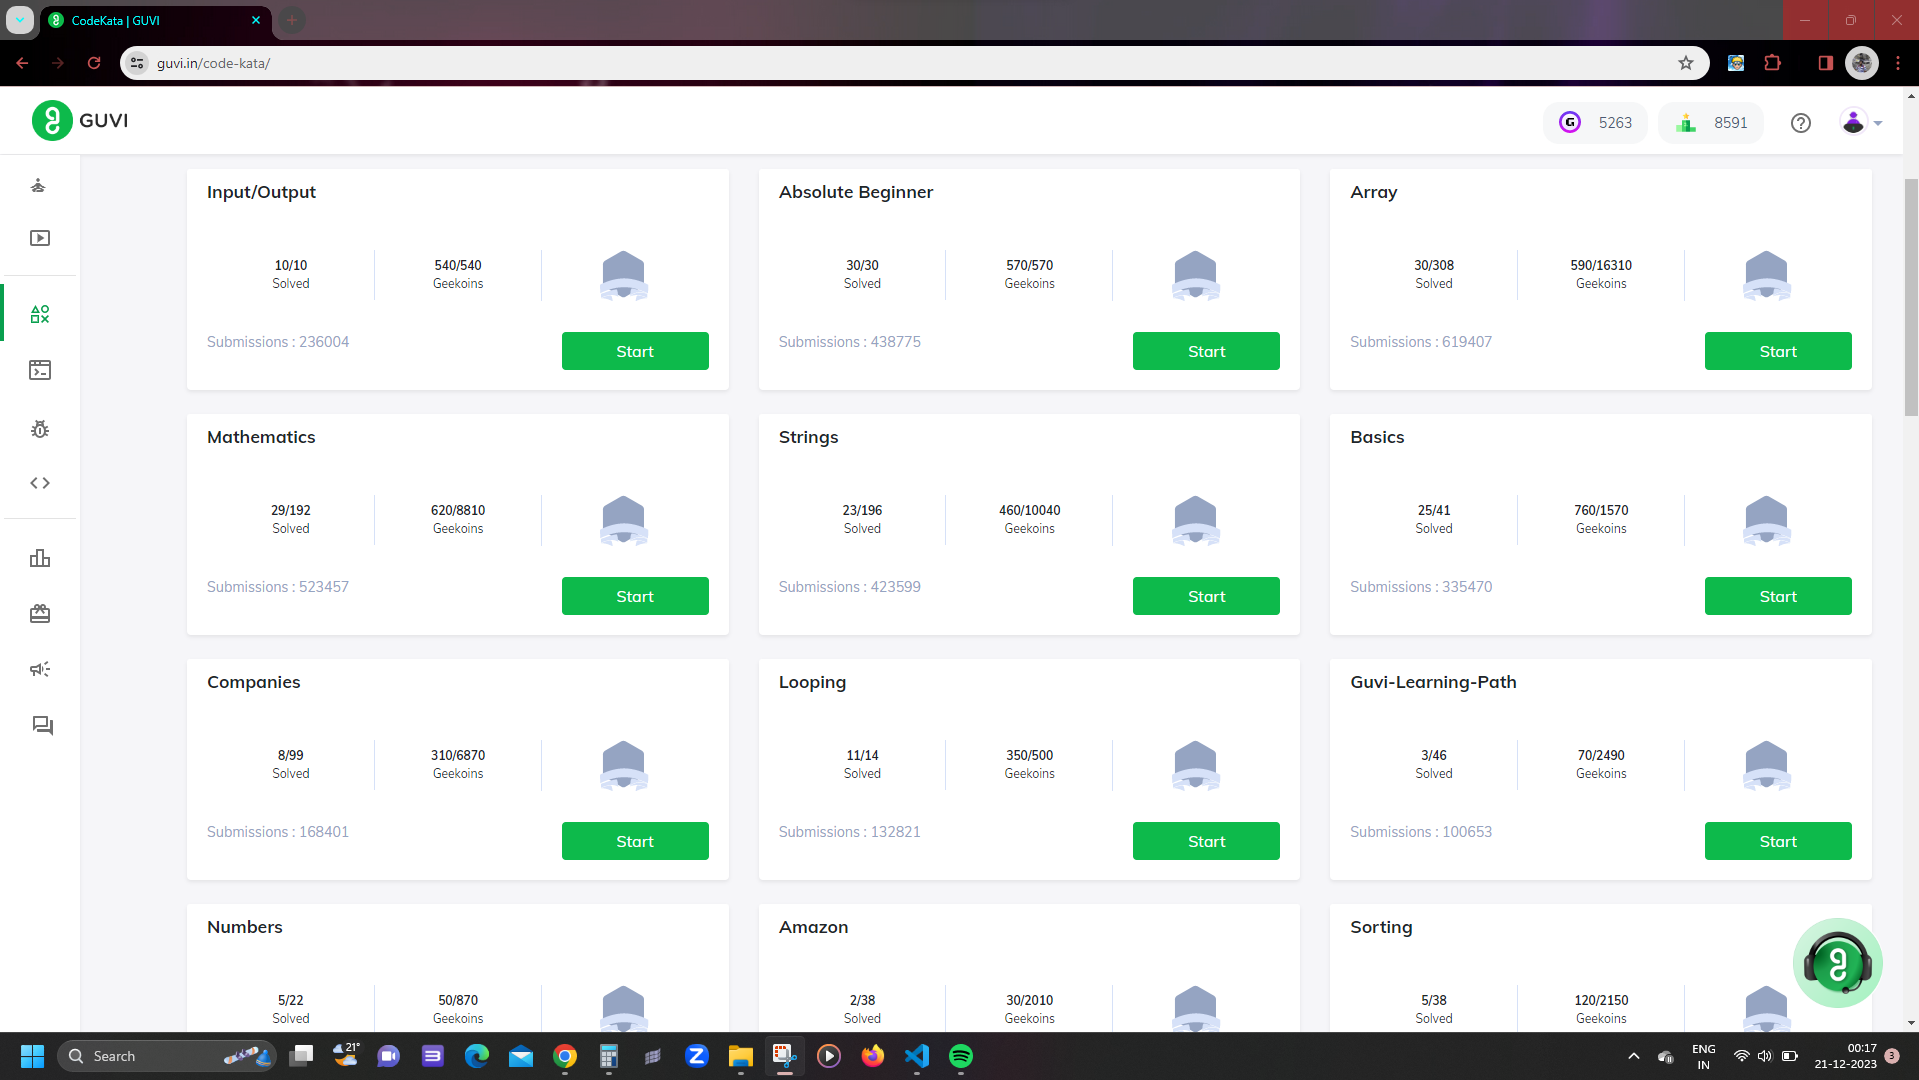 CodeKata | GUVI
guvi.in/code-kata/
GUVI
5263
8591
Input/Output
10/10
Solved
540/540
Geekoins
Submissions : 236004
Start
Absolute Beginner
30/30
Solved
570/570
Geekoins
Submissions : 438775
Start
Array
30/308
Solved
590/16310
Geekoins
Submissions : 619407
Start
Mathematics
29/192
Solved
620/8810
Geekoins
Submissions : 523457
Start
Strings
23/196
Solved
460/10040
Geekoins
Submissions : 423599
Start
Basics
25/41
Solved
760/1570
Geekoins
Submissions : 335470
Start
Companies
8/99
Solved
310/6870
Geekoins
Submissions : 168401
Start
Looping
11/14
Solved
350/500
Geekoins
Submissions : 132821
Start
Guvi-Learning-Path
3/46
Solved
70/2490
Geekoins
Submissions : 100653
Start
Numbers
5/22
Solved
50/870
Geekoins
Amazon
2/38
Solved
30/2010
Geekoins
Sorting
5/38
Solved
120/2150
Geekoins
Search
21°
ENG
IN
00:17
21-12-2023
3